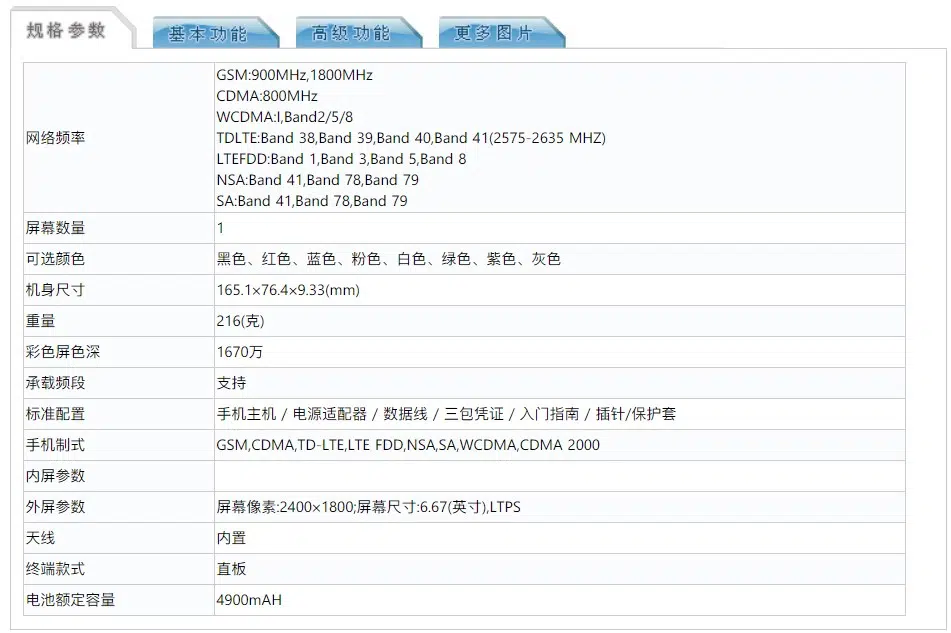 规格参数 基本功能 高级功能 更多图片
网络频率
GSM:900MHz,1800MHz
CDMA:800MHz
WCDMA:I,Band2/5/8
TDLTE:Band 38,Band 39,Band 40,Band 41(2575-2635 MHZ)
LTEFDD:Band 1,Band 3,Band 5,Band 8
NSA:Band 41,Band 78,Band 79
SA:Band 41,Band 78,Band 79
屏幕数量 1
可选颜色 黑色、红色、蓝色、粉色、白色、绿色、紫色、灰色
机身尺寸 165.1×76.4×9.33(mm)
重量 216(克)
彩色屏色深 1670万
承载频段 支持
标准配置 手机主机 / 电源适配器 / 数据线 / 三包凭证 / 入门指南 / 插针/保护套
手机制式 GSM,CDMA,TD-LTE,LTE FDD,NSA,SA,WCDMA,CDMA 2000
内屏参数
外屏参数 屏幕像素:2400×1800;屏幕尺寸:6.67(英寸),LTPS
天线 内置
终端款式 直板
电池额定容量 4900mAH